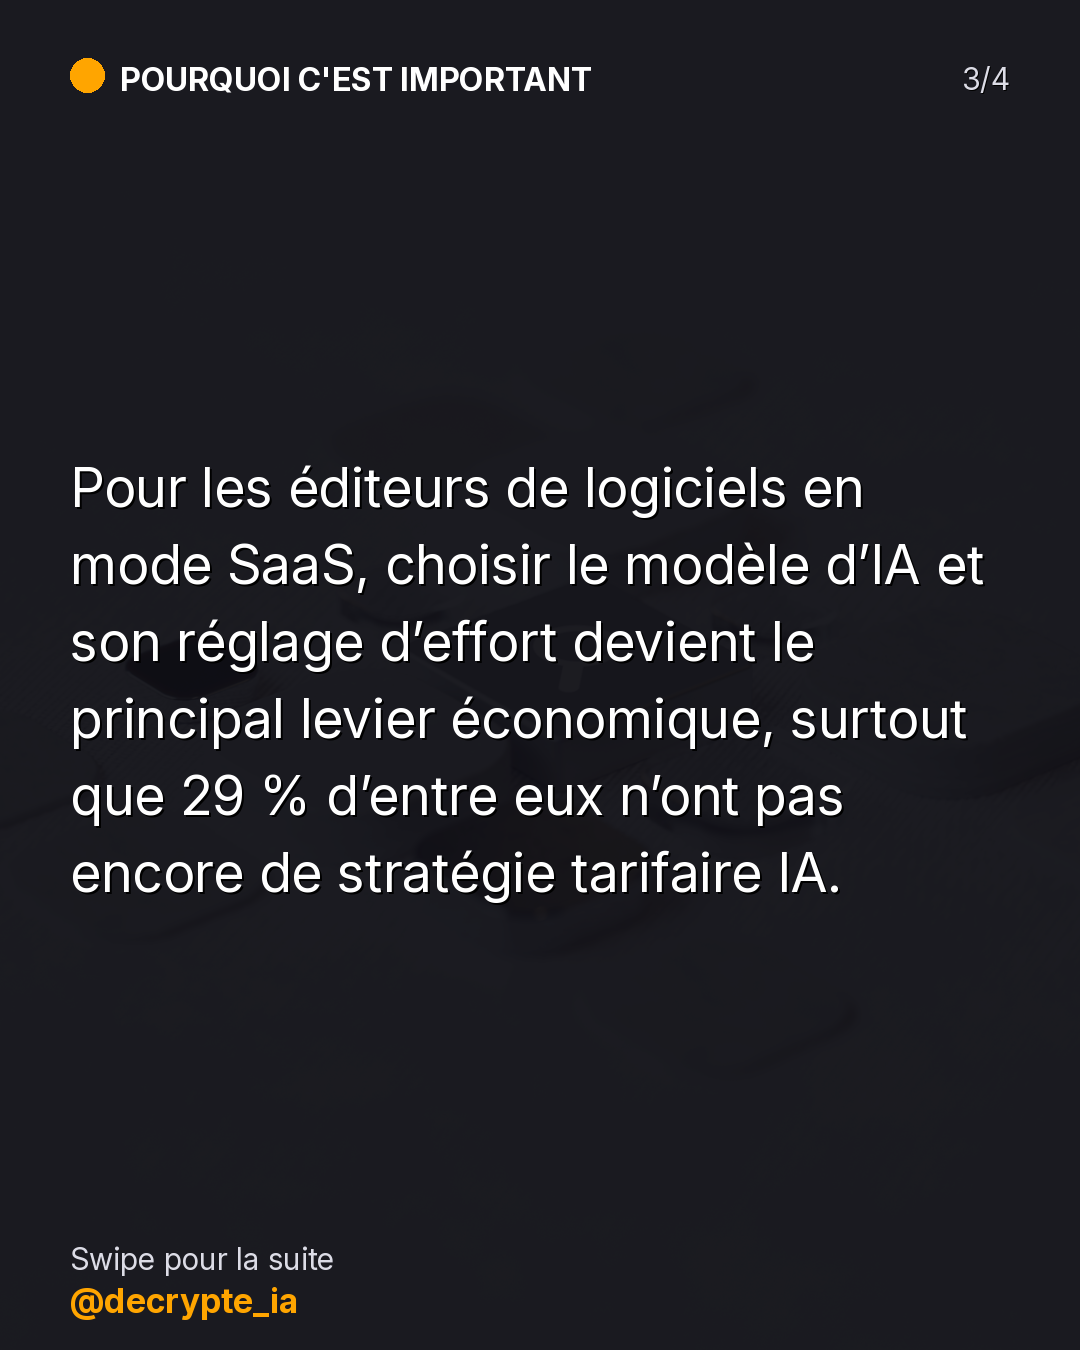 POURQUOI C'EST IMPORTANT
3/4
Pour les éditeurs de logiciels en
mode SaaS, choisir le modèle d’IA et
son réglage d’effort devient le
principal levier économique, surtout
que 29 % d’entre eux n’ont pas
encore de stratégie tarifaire IA.
Swipe pour la suite
@decrypte_ia